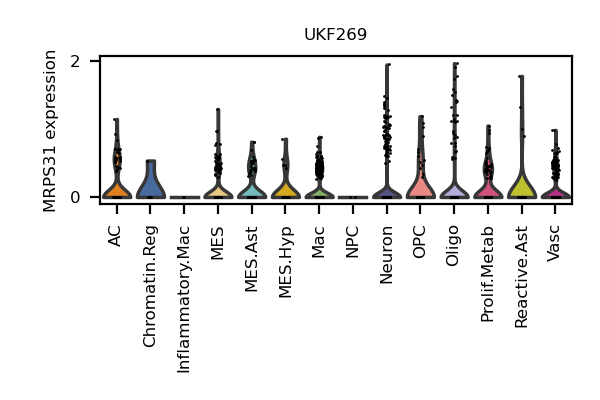 UKF269
MRPS31 expression
2
0
AC
Chromatin.Reg
Inflammatory.Mac
MES
MES.Ast
MES.Hyp
Mac
NPC
Neuron
OPC
Oligo
Prolif.Metab
Reactive.Ast
Vasc